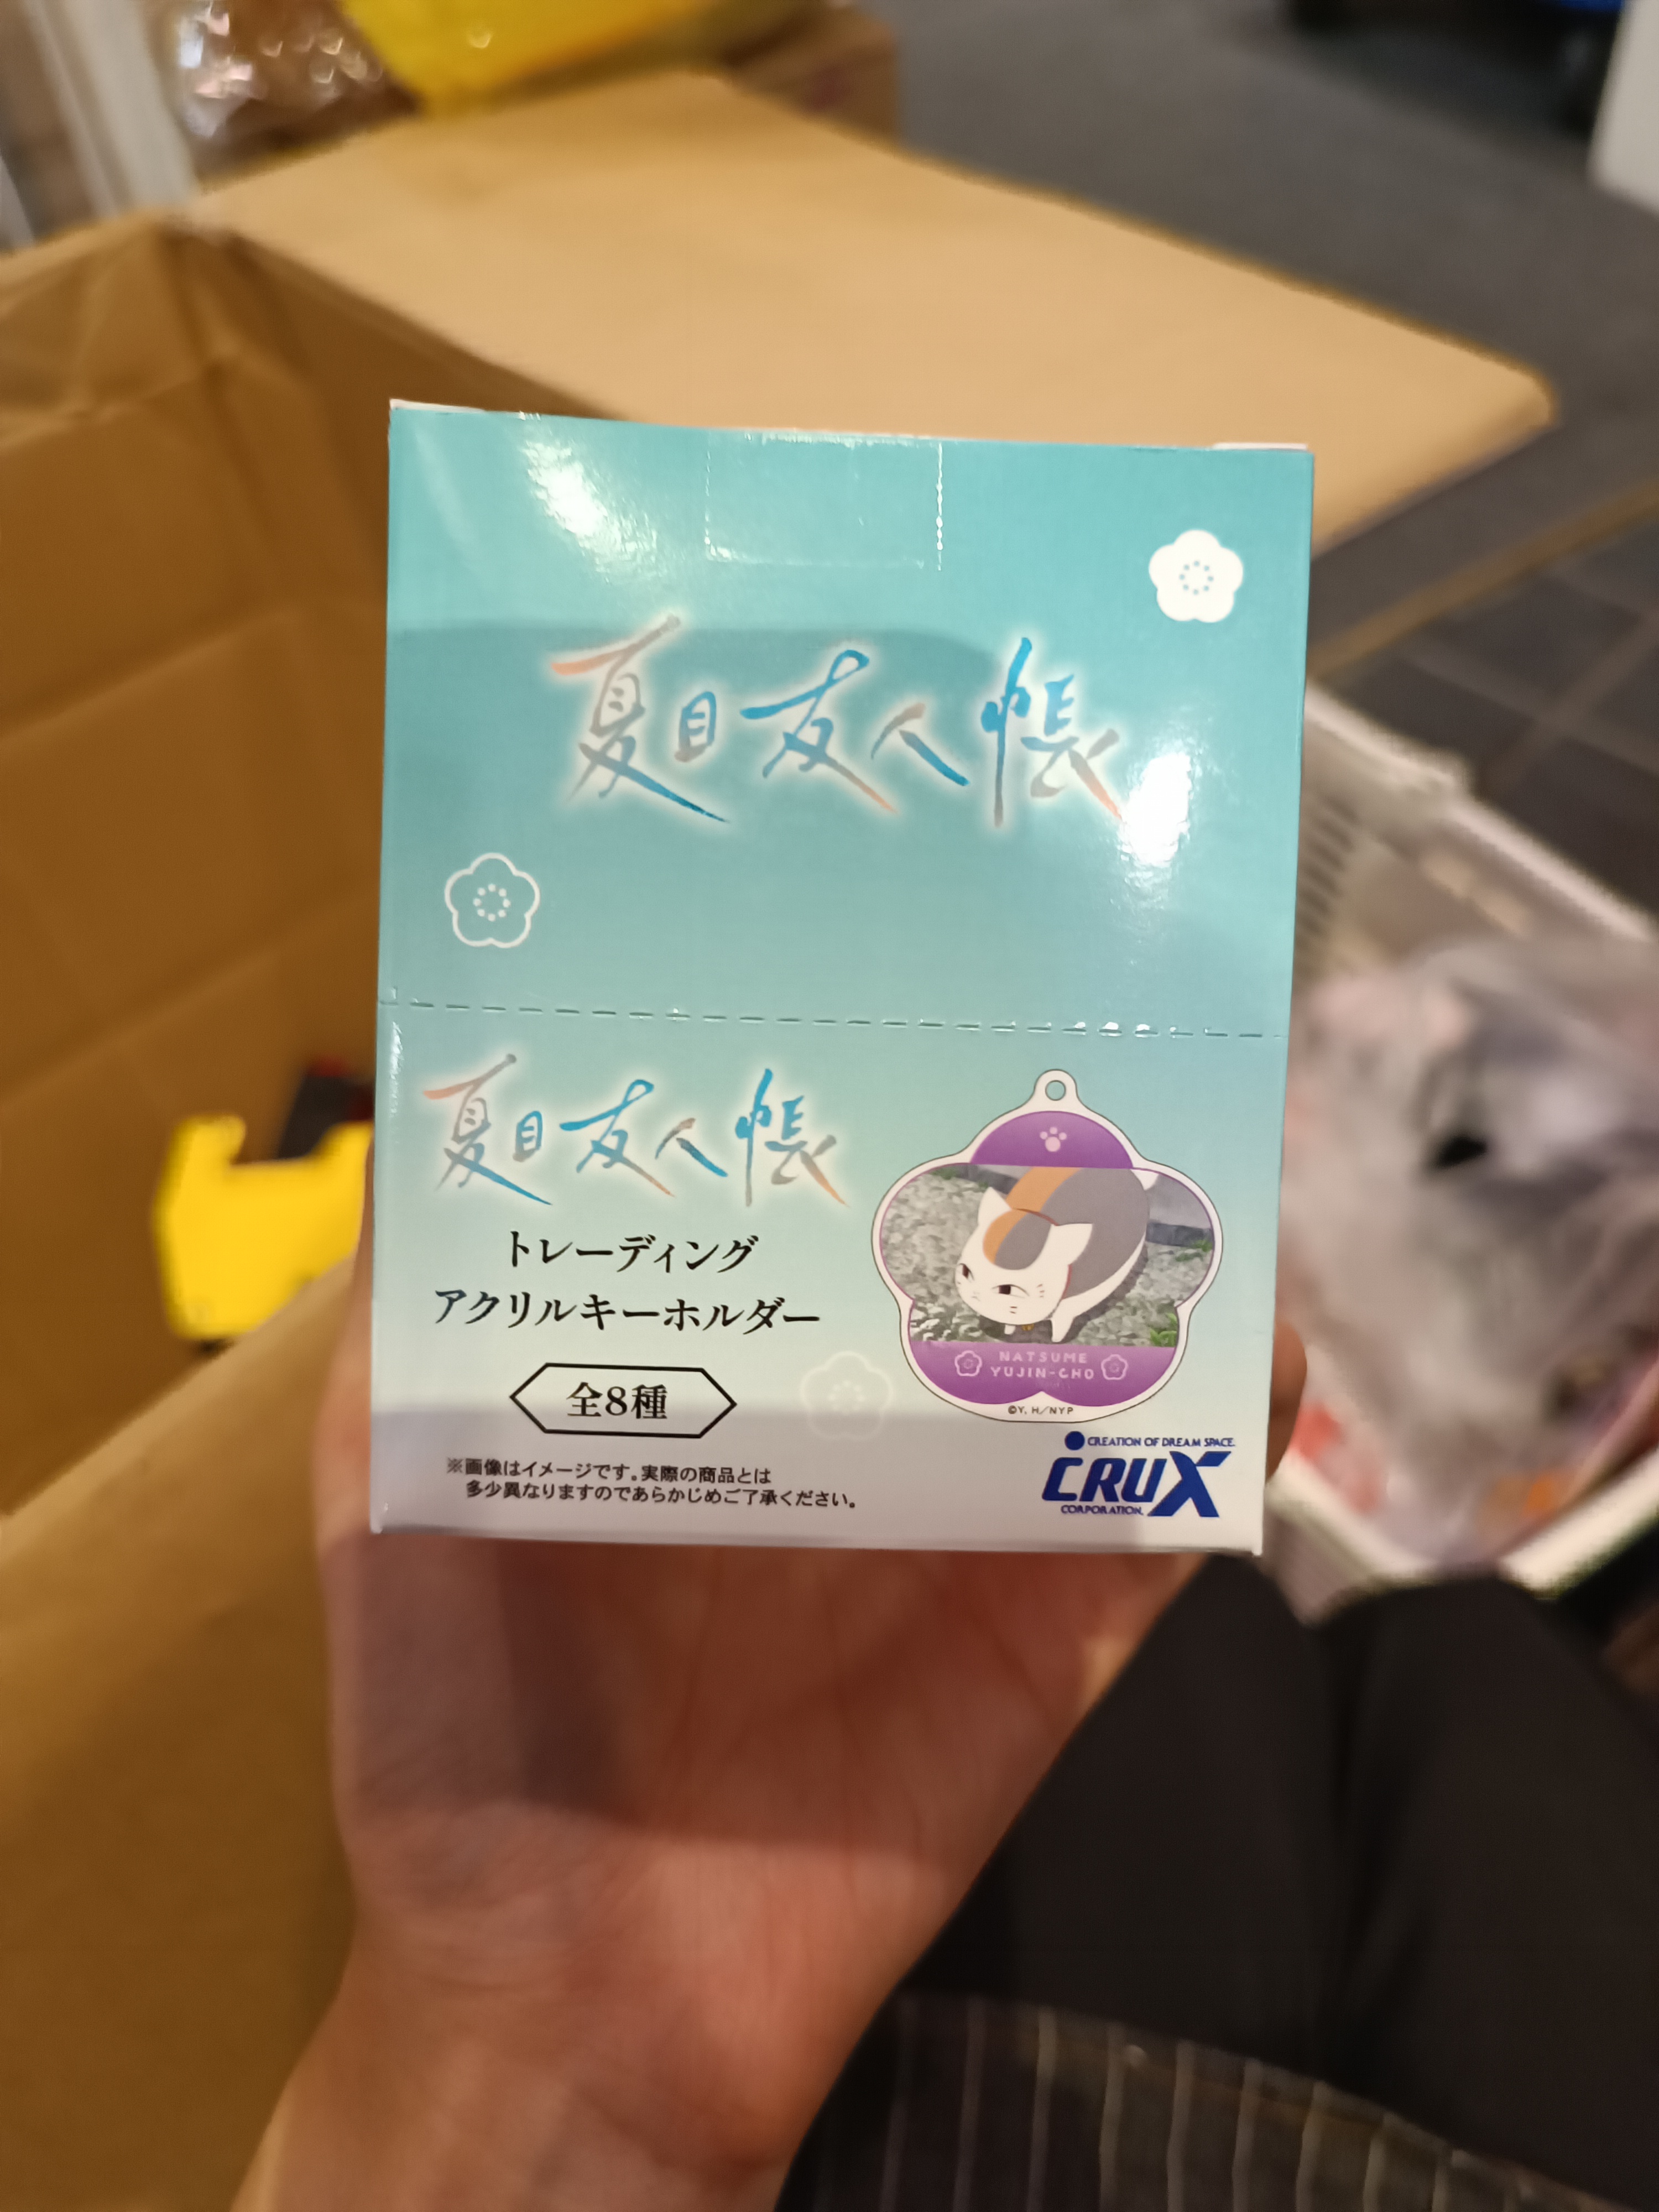 夏目友人帳
夏目友人帳
トレーディング
アクリルキーホルダー
全8種
※画像はイメージです。実際の商品とは
多少異なりますのであらかじめご了承ください。
NATSUME
YUJIN-CHO
©Y, H/NYP
CREATION OF DREAM SPACE.
CRUX
CORPORATION.